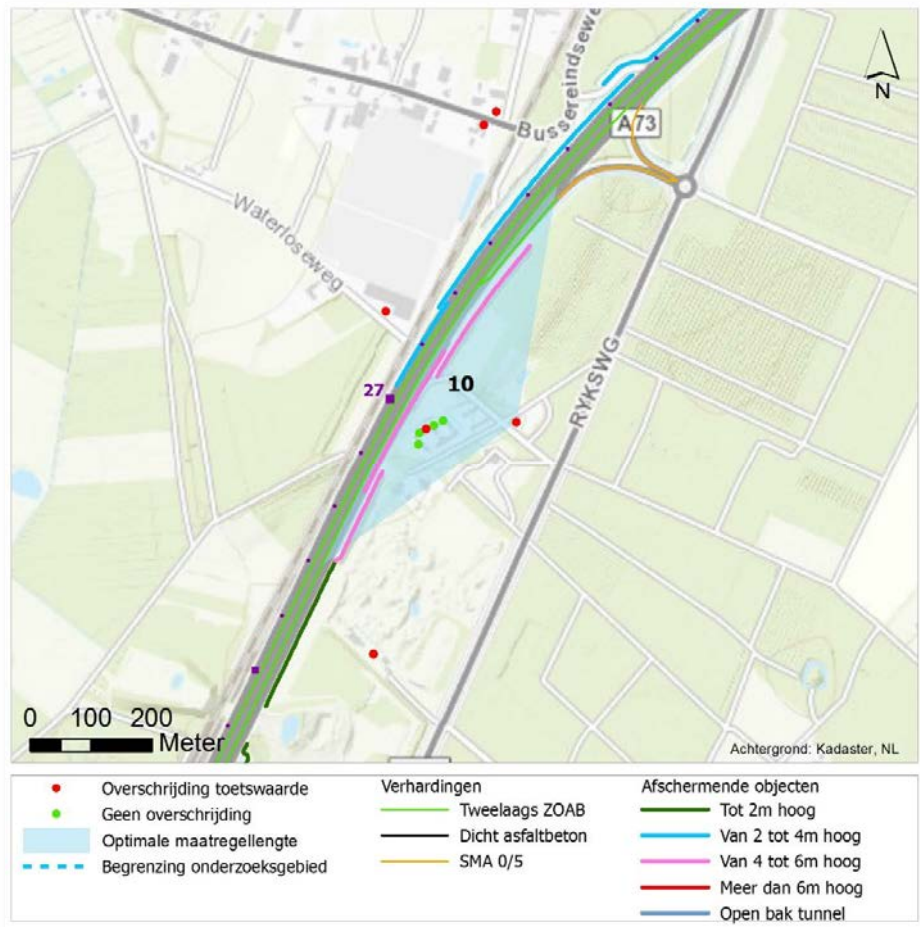 N
Bussereindsewe
A73
Waterloseweg
RYKSWG
10
27
0 100 200
Meter
Achtergrond: Kadaster, NL
Overschrijding toetswaarde
Geen overschrijding
Optimale maatregellengte
Begrenzing onderzoeksgebied
Verhardingen
Tweelaags ZOAB
Dicht asfaltbeton
SMA 0/5
Afschermende objecten
Tot 2m hoog
Van 2 tot 4m hoog
Van 4 tot 6m hoog
Meer dan 6m hoog
Open bak tunnel